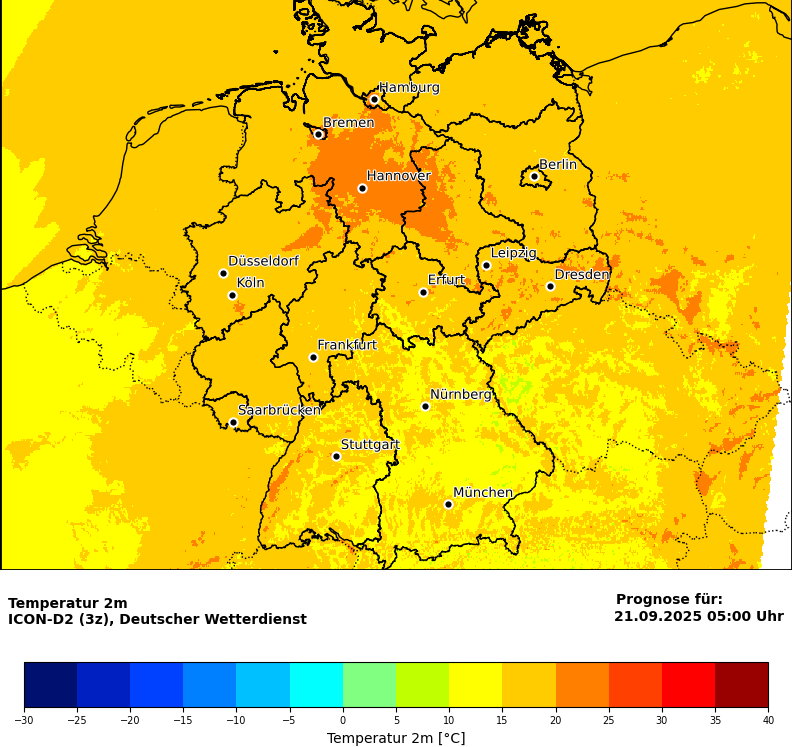 Hamburg
Bremen
Berlin
Hannover
Leipzig
Düsseldorf
Dresden
Köln
Erfurt
Frankfurt
Nürnberg
Saarbrücken
Stuttgart
München
Temperatur 2m
ICON-D2 (3z), Deutscher Wetterdienst
Prognose für:
21.09.2025 05:00 Uhr
−30 −25 −20 −15 −10 −5 0 5 10 15 20 25 30 35 40
Temperatur 2m [°C]